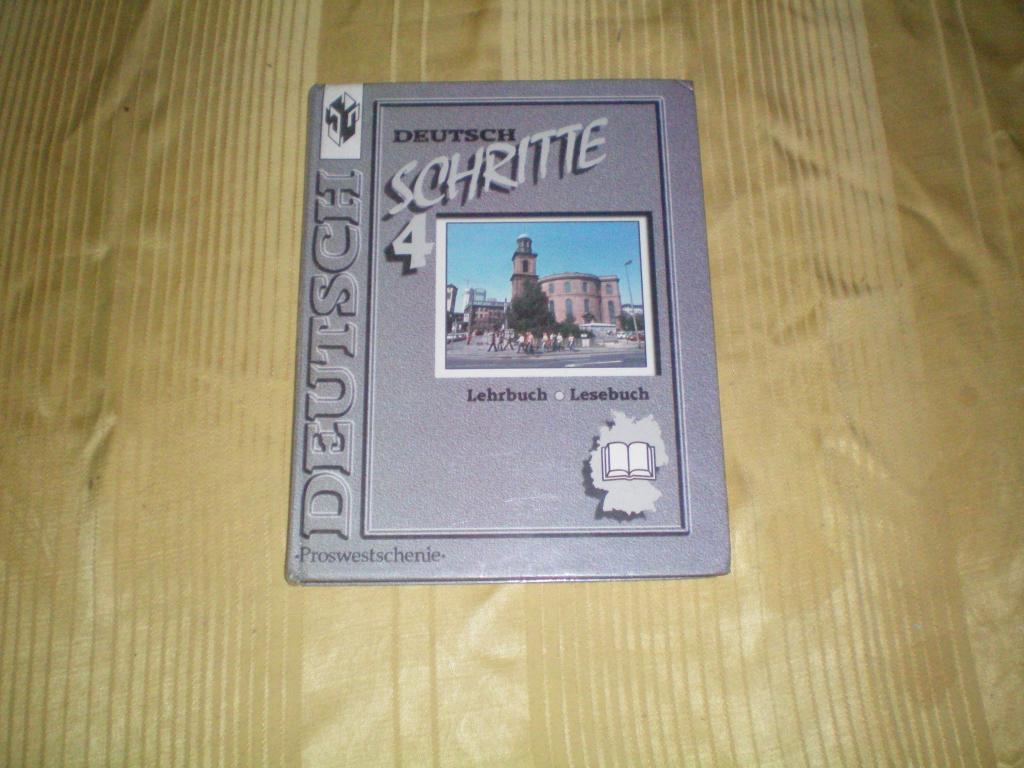 DEUTSCH
DEUTSCH
SCHRITTE
4
Lehrbuch Lesebuch
·Proswestschenie·